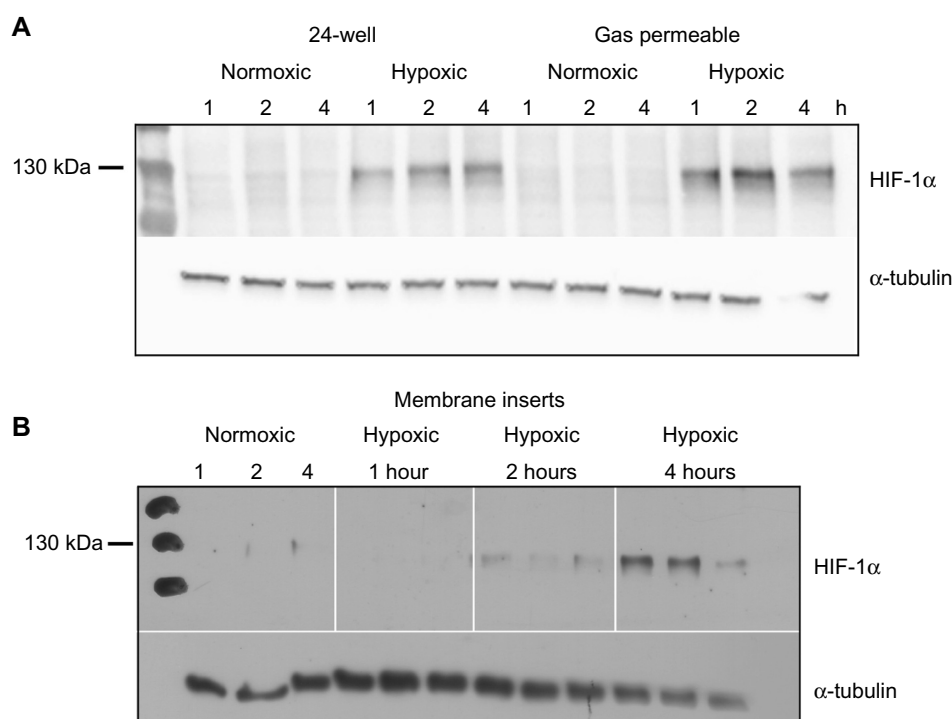 A
24-well Gas permeable
Normoxic Hypoxic Normoxic Hypoxic
1 2 4 1 2 4 1 2 4 1 2 4 h
130 kDa
HIF-1α
α-tubulin
Membrane inserts
B
Normoxic Hypoxic Hypoxic Hypoxic
1 2 4 1 hour 2 hours 4 hours
130 kDa
HIF-1α
α-tubulin